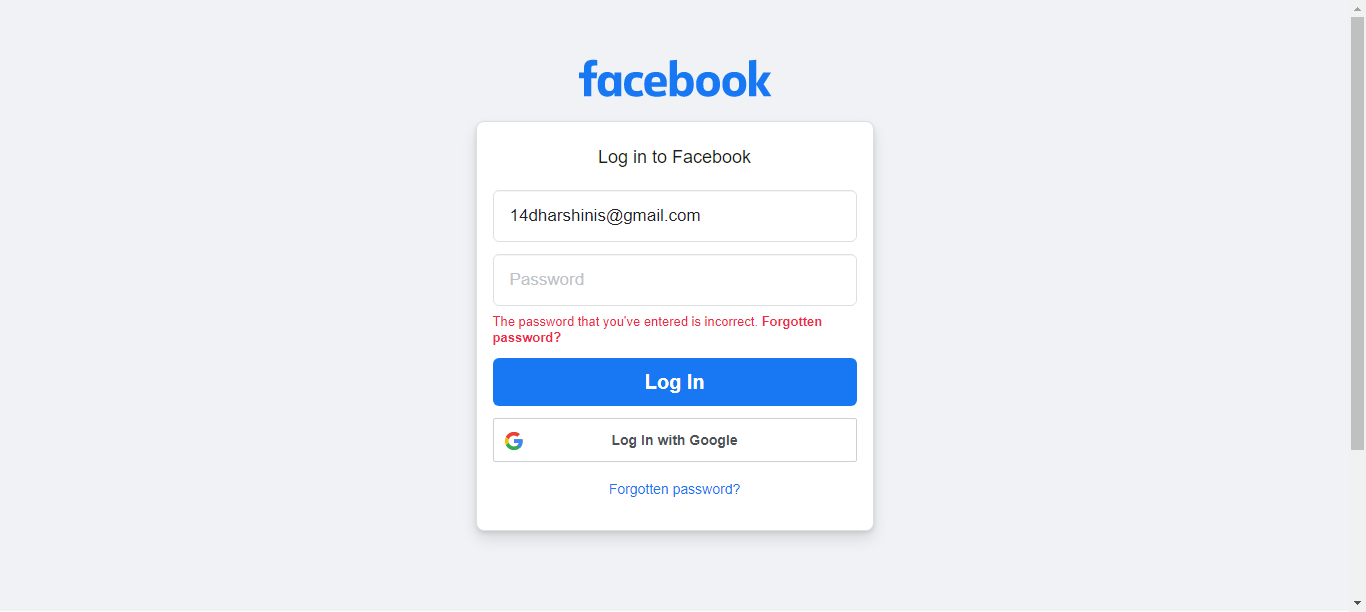 facebook
Log in to Facebook
14dharshinis@gmail.com
Password
The password that you've entered is incorrect. Forgotten
password?
Log In
Log In with Google
Forgotten password?